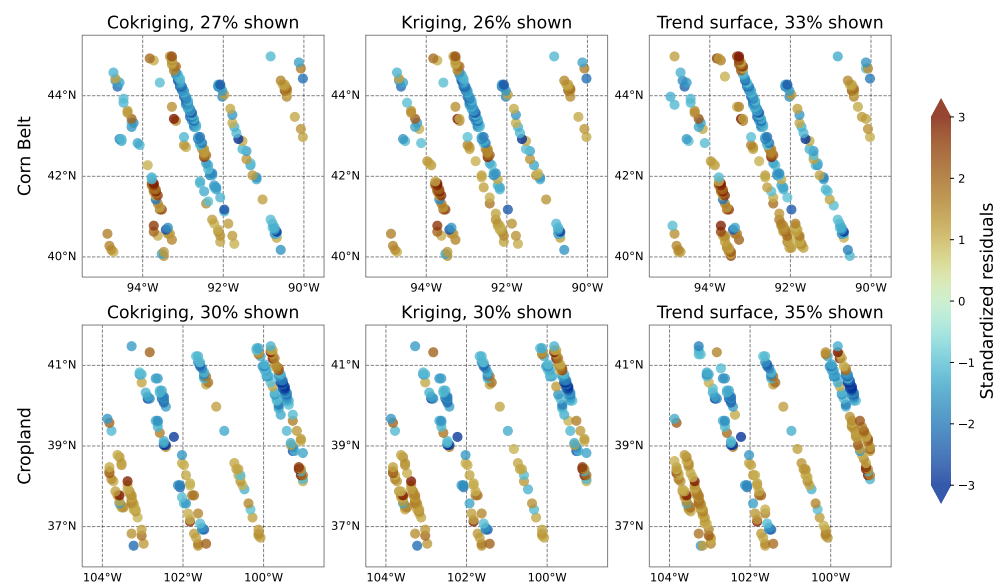 Cokriging, 27% shown
Kriging, 26% shown
Trend surface, 33% shown
Corn Belt
44°N
42°N
40°N
94°W
92°W
90°W
44°N
42°N
40°N
94°W
92°W
90°W
44°N
42°N
40°N
94°W
92°W
90°W
Cokriging, 30% shown
Kriging, 30% shown
Trend surface, 35% shown
Cropland
41°N
39°N
37°N
104°W
102°W
100°W
41°N
39°N
37°N
104°W
102°W
100°W
41°N
39°N
37°N
104°W
102°W
100°W
3
2
1
0
−1
−2
−3
Standardized residuals